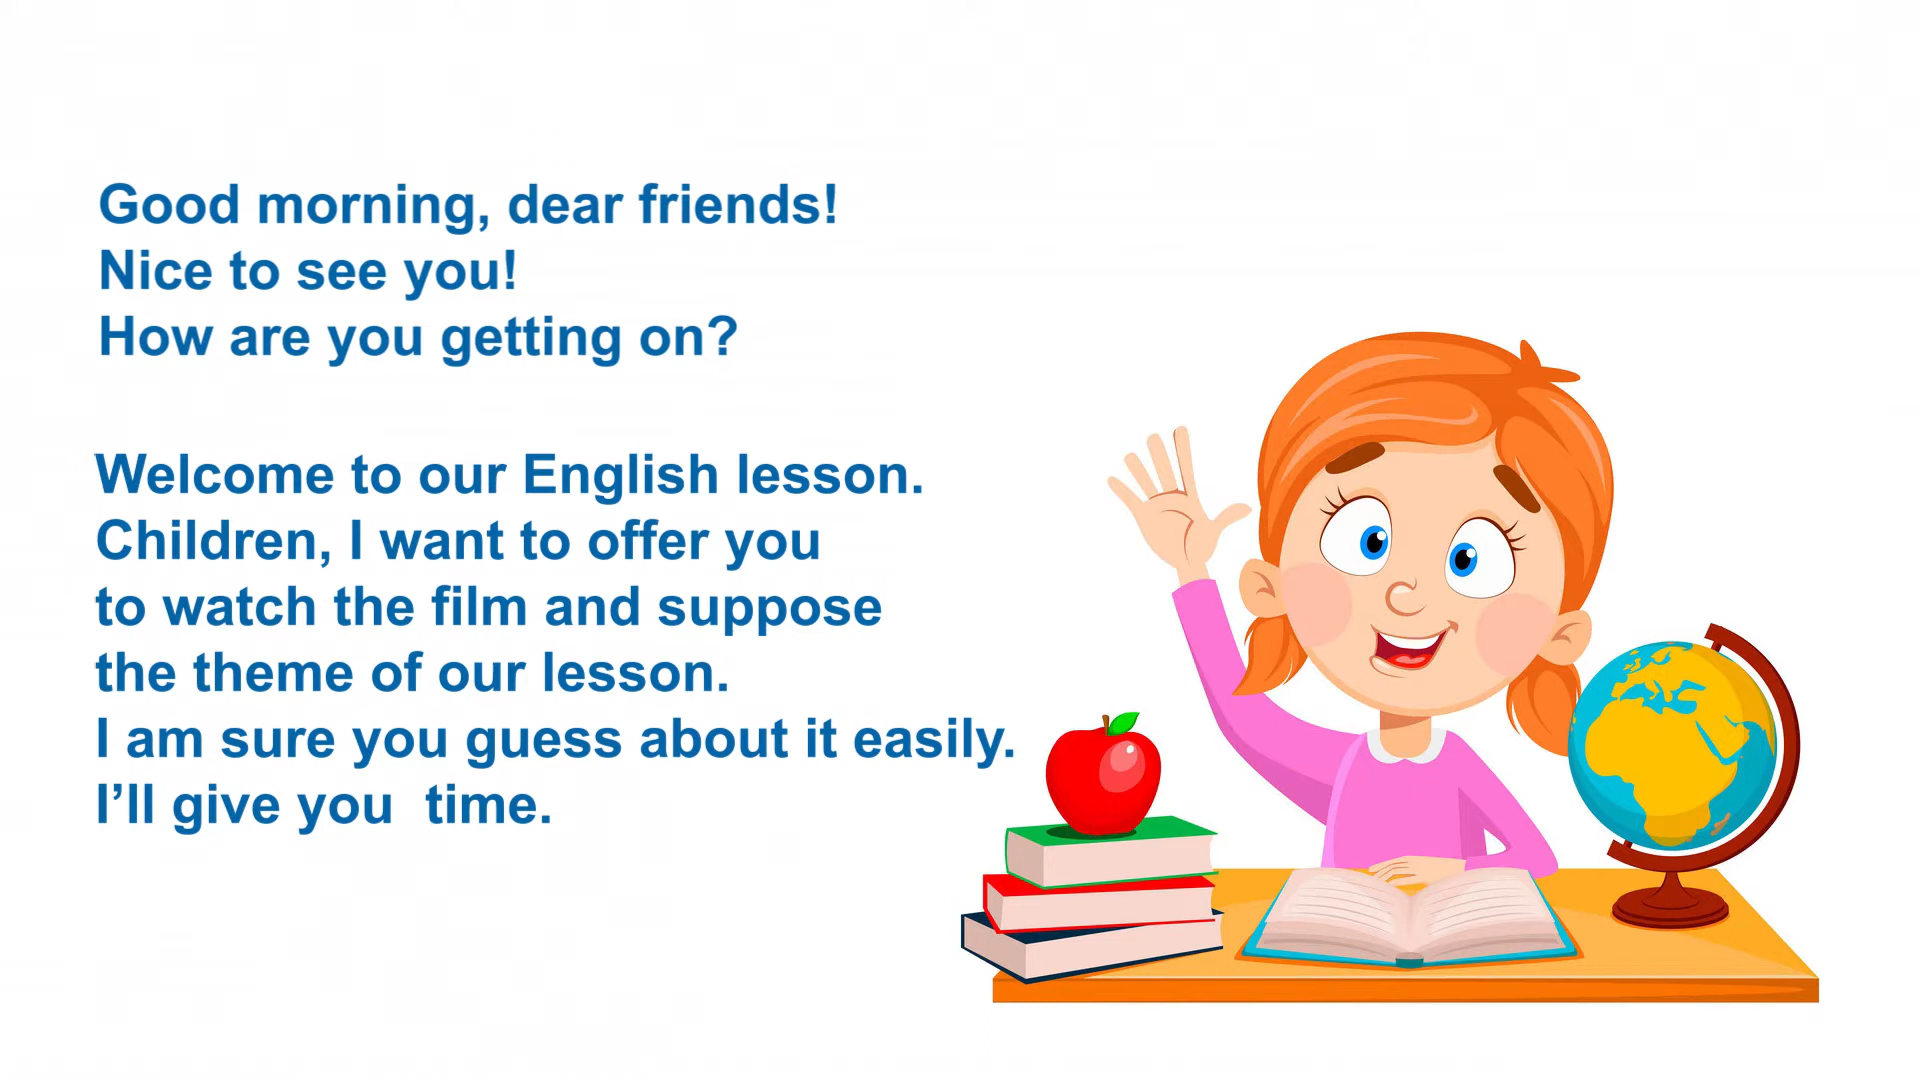 Good morning, dear friends!
Nice to see you!
How are you getting on?
Welcome to our English lesson.
Children, I want to offer you
to watch the film and suppose
the theme of our lesson.
I am sure you guess about it easily.
I’ll give you  time.